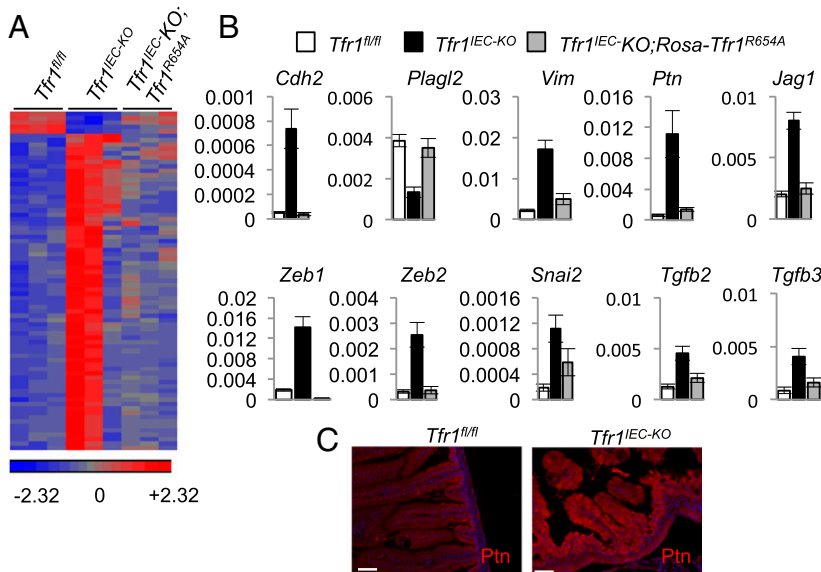 A
B
Tfr1fl/fl
Tfr1IEC-KO
Tfr1IEC-KO;
Tfr1R654A
Tfr1fl/fl
Tfr1IEC-KO
Tfr1IEC-KO;Rosa-Tfr1R654A
Cdh2
Plagl2
Vim
Ptn
Jag1
0.001
0.0008
0.0006
0.0004
0.0002
0
0.006
0.004
0.002
0
0.03
0.02
0.01
0
0.016
0.012
0.008
0.004
0
0.01
0.005
0
Zeb1
Zeb2
Snai2
Tgfb2
Tgfb3
0.02
0.016
0.012
0.008
0.004
0
0.004
0.003
0.002
0.001
0
0.0016
0.0012
0.0008
0.0004
0
0.01
0.005
0
0.01
0.005
0
-2.32 0 +2.32
C
Tfr1fl/fl
Tfr1IEC-KO
Ptn
Ptn